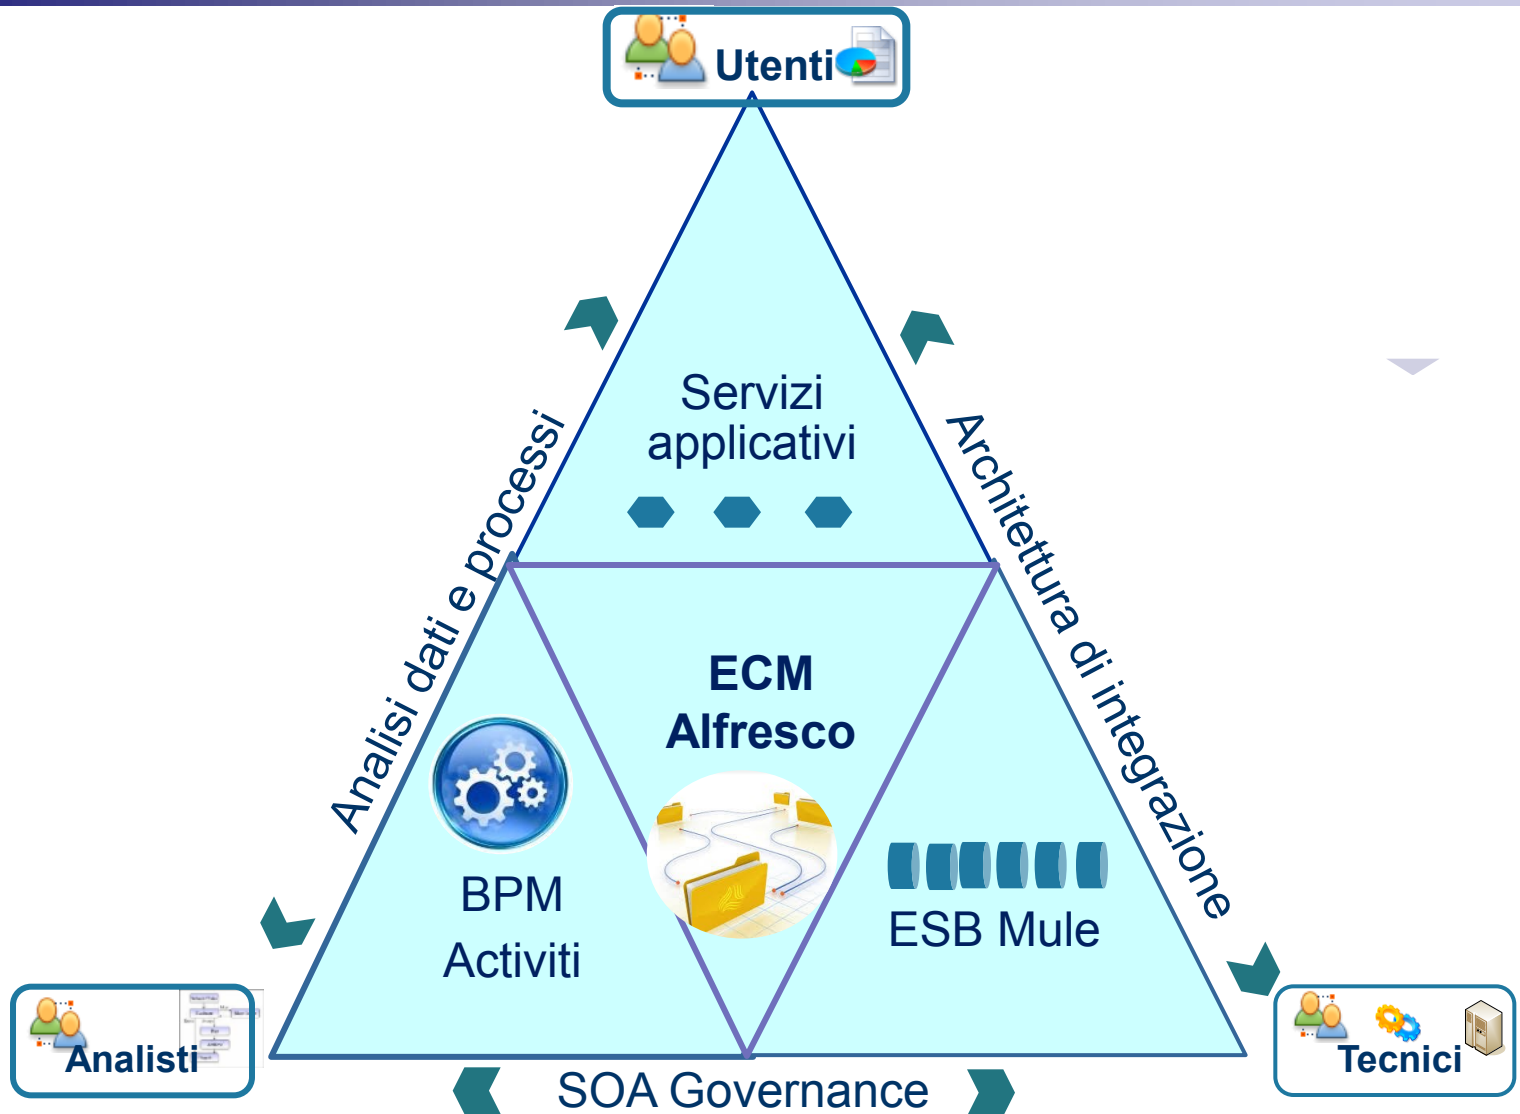 Utenti
Servizi
applicativi
Analisi dati e processi
Architettura di integrazione
ECM
Alfresco
BPM
Activiti
ESB Mule
Analisti
Tecnici
SOA Governance